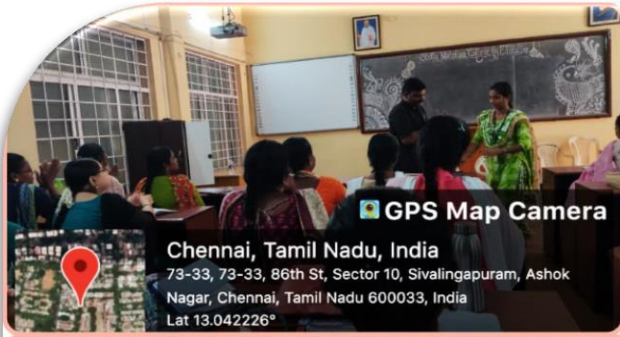 GPS Map Camera
Chennai, Tamil Nadu, India
73-33, 73-33, 86th St, Sector 10, Sivalingapuram, Ashok
Nagar, Chennai, Tamil Nadu 600033, India
Lat 13.042226°